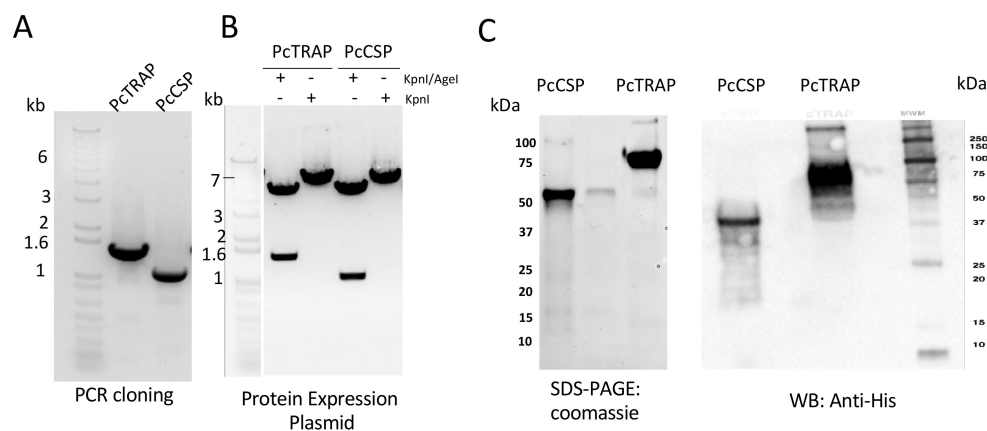 A
B
C
PcTRAP
PcCSP
kb
6
3
2
1.6
1
PCR cloning
PcTRAP PcCSP
+ - + - KpnI/AgeI
- + - + KpnI
kb
7
3
2
1.6
1
Protein Expression
Plasmid
PcCSP PcTRAP
kDa
100
75
50
37
25
20
15
10
SDS-PAGE:
coomassie
PcCSP PcTRAP
kDa
cTRAP
MWM
250
150
100
75
50
37
25
20
15
10
WB: Anti-His